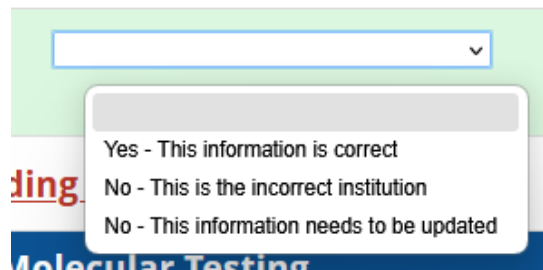 Yes - This information is correct
ding
No - This is the incorrect institution
No - This information needs to be updated
Molecular Testing